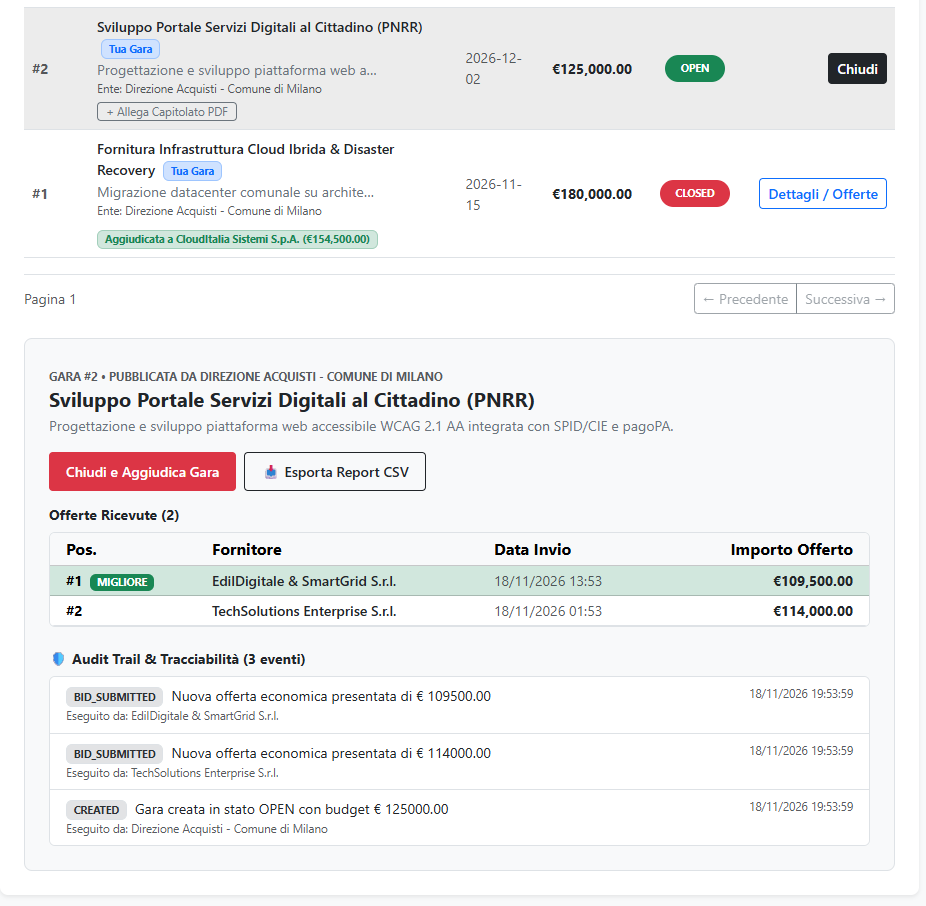 Sviluppo Portale Servizi Digitali al Cittadino (PNRR)
Tua Gara
#2
Progettazione e sviluppo piattaforma web a...
Ente: Direzione Acquisti - Comune di Milano
+ Allega Capitolato PDF
2026-12-
02
€125,000.00
OPEN
Chiudi
Fornitura Infrastruttura Cloud Ibrida & Disaster
Recovery Tua Gara
#1
Migrazione datacenter comunale su archite...
Ente: Direzione Acquisti - Comune di Milano
Aggiudicata a CloudItalia Sistemi S.p.A. (€154,500.00)
2026-11-
15
€180,000.00
CLOSED
Dettagli / Offerte
Pagina 1
← Precedente Successiva →
GARA #2 • PUBBLICATA DA DIREZIONE ACQUISTI - COMUNE DI MILANO
Sviluppo Portale Servizi Digitali al Cittadino (PNRR)
Progettazione e sviluppo piattaforma web accessibile WCAG 2.1 AA integrata con SPID/CIE e pagoPA.
Chiudi e Aggiudica Gara
Esporta Report CSV
Offerte Ricevute (2)
Pos. Fornitore Data Invio Importo Offerto
#1 MIGLIORE EdilDigitale & SmartGrid S.r.l. 18/11/2026 13:53 €109,500.00
#2 TechSolutions Enterprise S.r.l. 18/11/2026 01:53 €114,000.00
Audit Trail & Tracciabilità (3 eventi)
BID_SUBMITTED Nuova offerta economica presentata di € 109500.00 18/11/2026 19:53:59
Eseguito da: EdilDigitale & SmartGrid S.r.l.
BID_SUBMITTED Nuova offerta economica presentata di € 114000.00 18/11/2026 19:53:59
Eseguito da: TechSolutions Enterprise S.r.l.
CREATED Gara creata in stato OPEN con budget € 125000.00 18/11/2026 19:53:59
Eseguito da: Direzione Acquisti - Comune di Milano